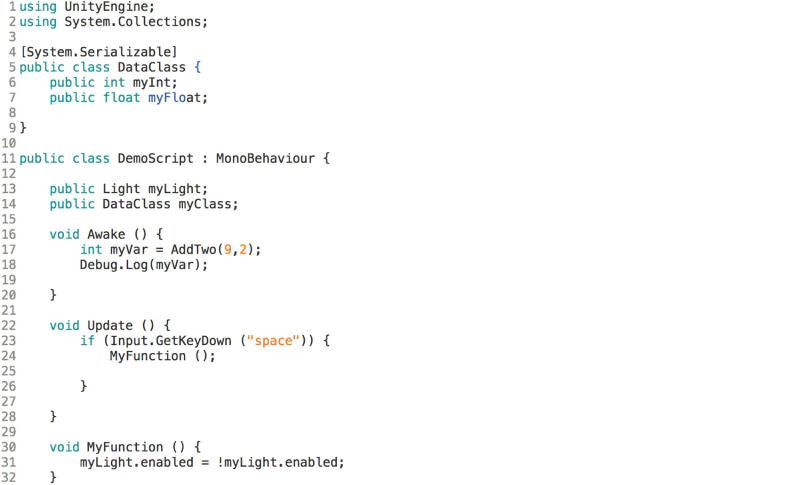 1 using UnityEngine;
2 using System.Collections;
3
4 [System.Serializable]
5 public class DataClass {
6     public int myInt;
7     public float myFloat;
8
9 }
10
11 public class DemoScript : MonoBehaviour {
12
13     public Light myLight;
14     public DataClass myClass;
15
16     void Awake () {
17         int myVar = AddTwo(9,2);
18         Debug.Log(myVar);
19
20     }
21
22     void Update () {
23         if (Input.GetKeyDown ("space")) {
24             MyFunction ();
25
26         }
27
28     }
29
30     void MyFunction () {
31         myLight.enabled = !myLight.enabled;
32     }